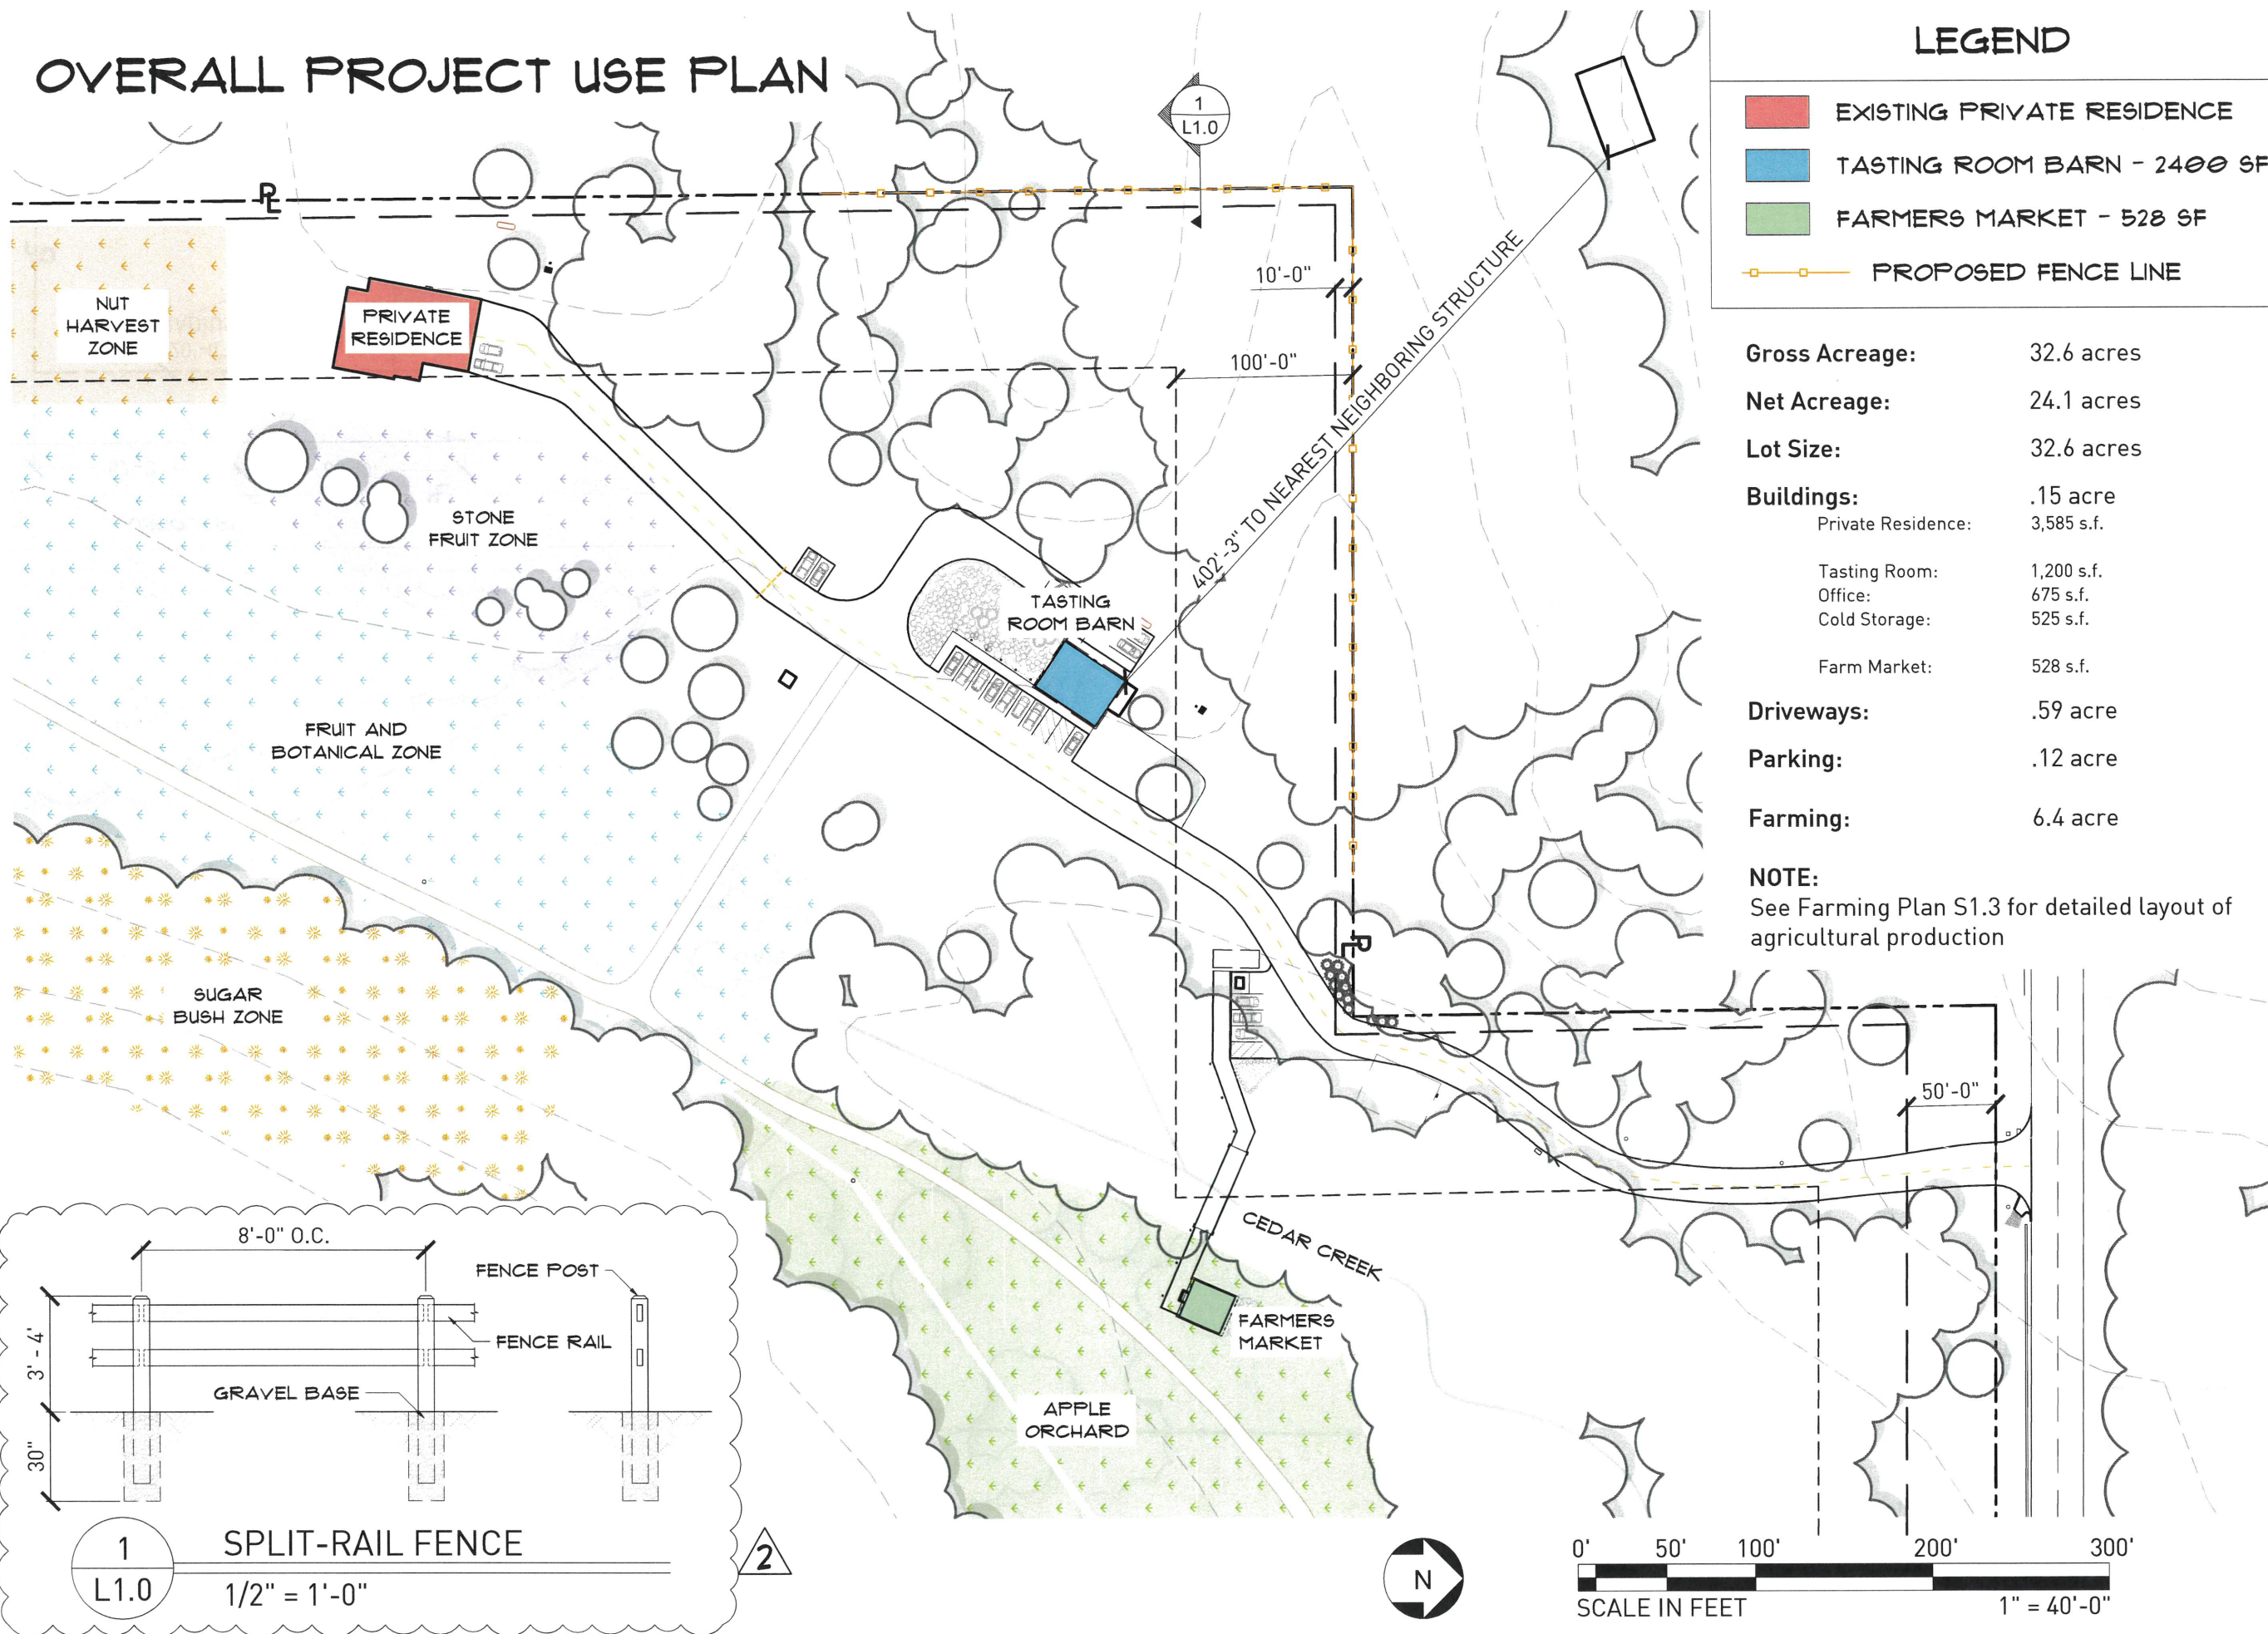 OVERALL PROJECT USE PLAN
1
L1.0
LEGEND
EXISTING PRIVATE RESIDENCE
TASTING ROOM BARN - 2400 SF
FARMERS MARKET - 528 SF
PROPOSED FENCE LINE
Gross Acreage: 32.6 acres
Net Acreage: 24.1 acres
Lot Size: 32.6 acres
Buildings: .15 acre
Private Residence: 3,585 s.f.
Tasting Room: 1,200 s.f.
Office: 675 s.f.
Cold Storage: 525 s.f.
Farm Market: 528 s.f.
Driveways: .59 acre
Parking: .12 acre
Farming: 6.4 acre
NOTE:
See Farming Plan S1.3 for detailed layout of
agricultural production
PL
NUT
HARVEST
ZONE
PRIVATE
RESIDENCE
10'-0"
100'-0"
402'-3" TO NEAREST NEIGHBORING STRUCTURE
STONE
FRUIT ZONE
TASTING
ROOM BARN
FRUIT AND
BOTANICAL ZONE
PL
SUGAR
BUSH ZONE
50'-0"
CEDAR CREEK
FARMERS
MARKET
APPLE
ORCHARD
8'-0" O.C.
FENCE POST
FENCE RAIL
GRAVEL BASE
3' - 4'
30"
1
L1.0
SPLIT-RAIL FENCE
1/2" = 1'-0"
2
N
0' 50' 100' 200' 300'
SCALE IN FEET
1" = 40'-0"